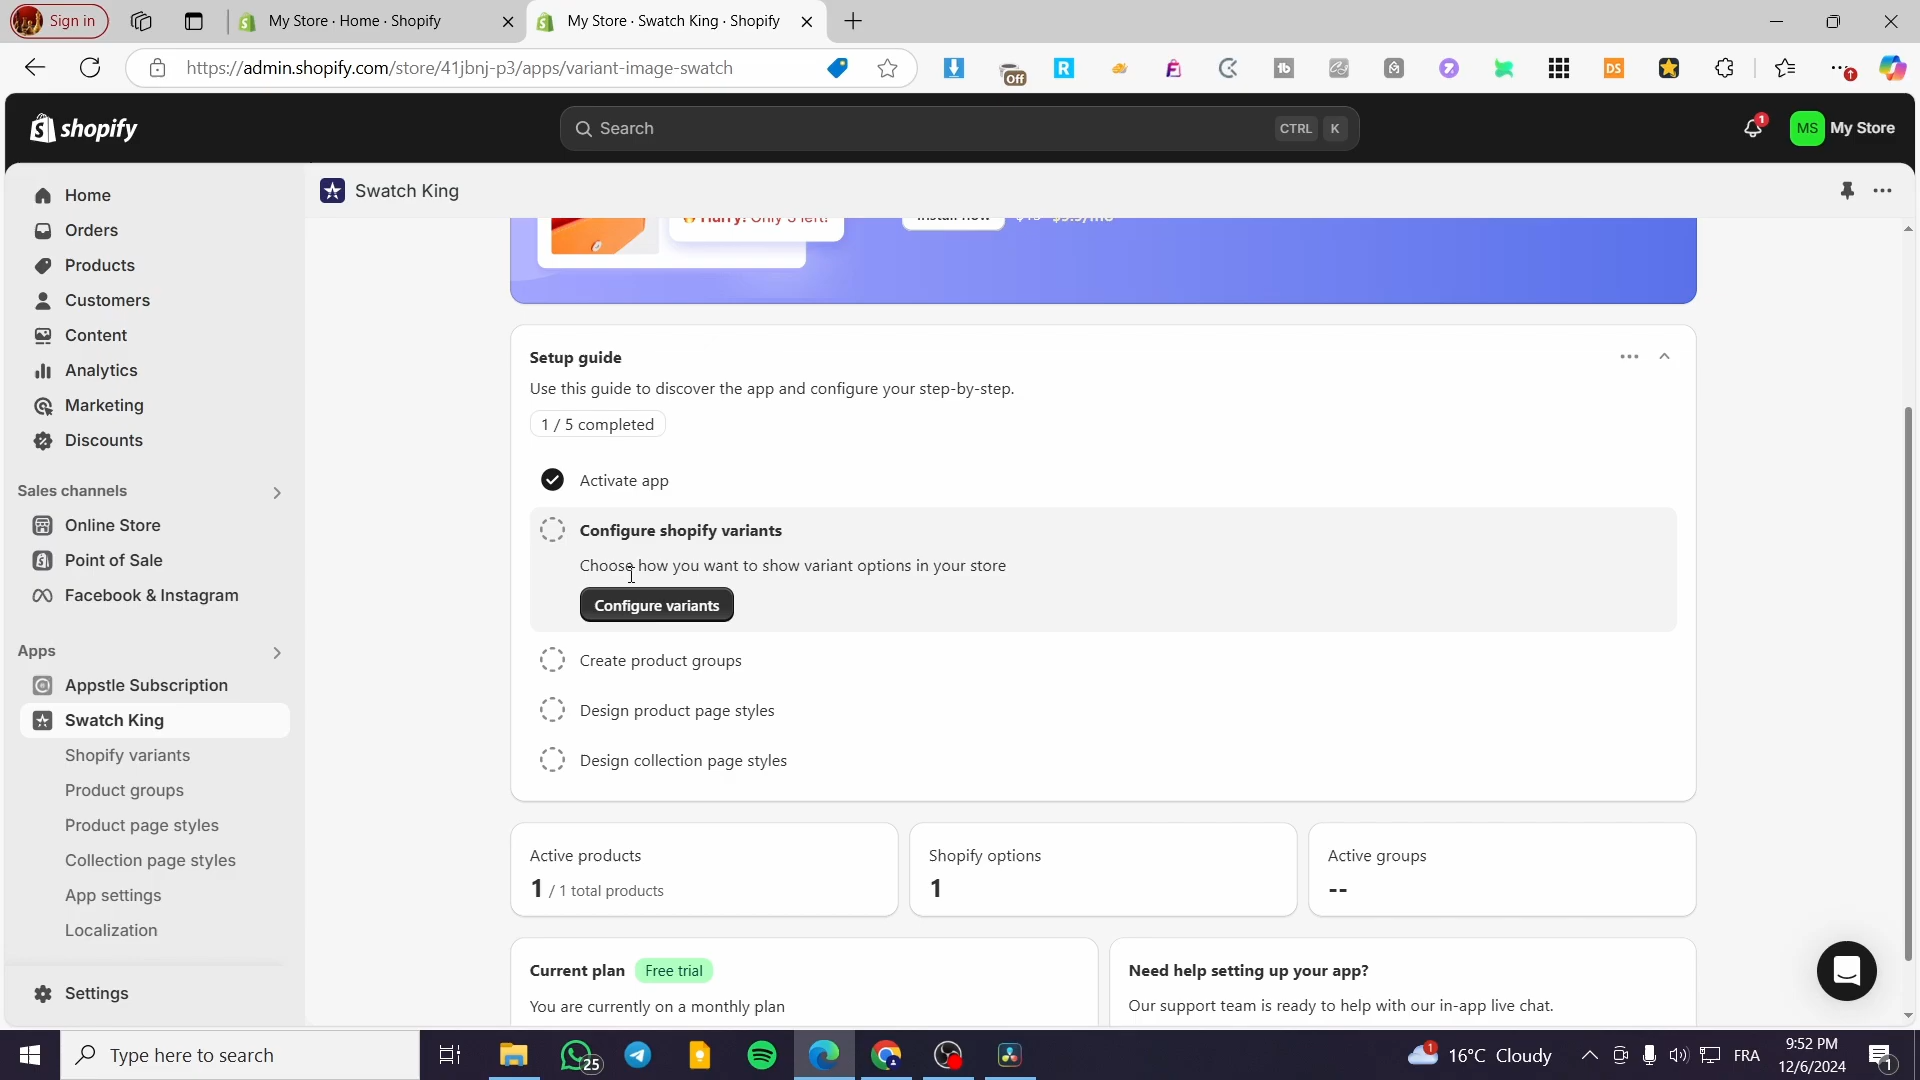 Sign in
My Store · Home · Shopify
My Store · Swatch King · Shopify
https://admin.shopify.com/store/41jbnj-p3/apps/variant-image-swatch
Off
R
tb
DS
shopify
Search
CTRL K
1
MS My Store
Home
Orders
Products
Customers
Content
Analytics
Marketing
Discounts
Sales channels
Online Store
Point of Sale
Facebook & Instagram
Apps
Appstle Subscription
Swatch King
Shopify variants
Product groups
Product page styles
Collection page styles
App settings
Localization
Settings
Swatch King
Setup guide
Use this guide to discover the app and configure your step-by-step.
1 / 5 completed
Activate app
Configure shopify variants
Choose how you want to show variant options in your store
Configure variants
Create product groups
Design product page styles
Design collection page styles
Active products
1 / 1 total products
Shopify options
1
Active groups
--
Current plan Free trial
You are currently on a monthly plan
Need help setting up your app?
Our support team is ready to help with our in-app live chat.
Type here to search
25
1
16°C Cloudy
FRA
9:52 PM
12/6/2024
1